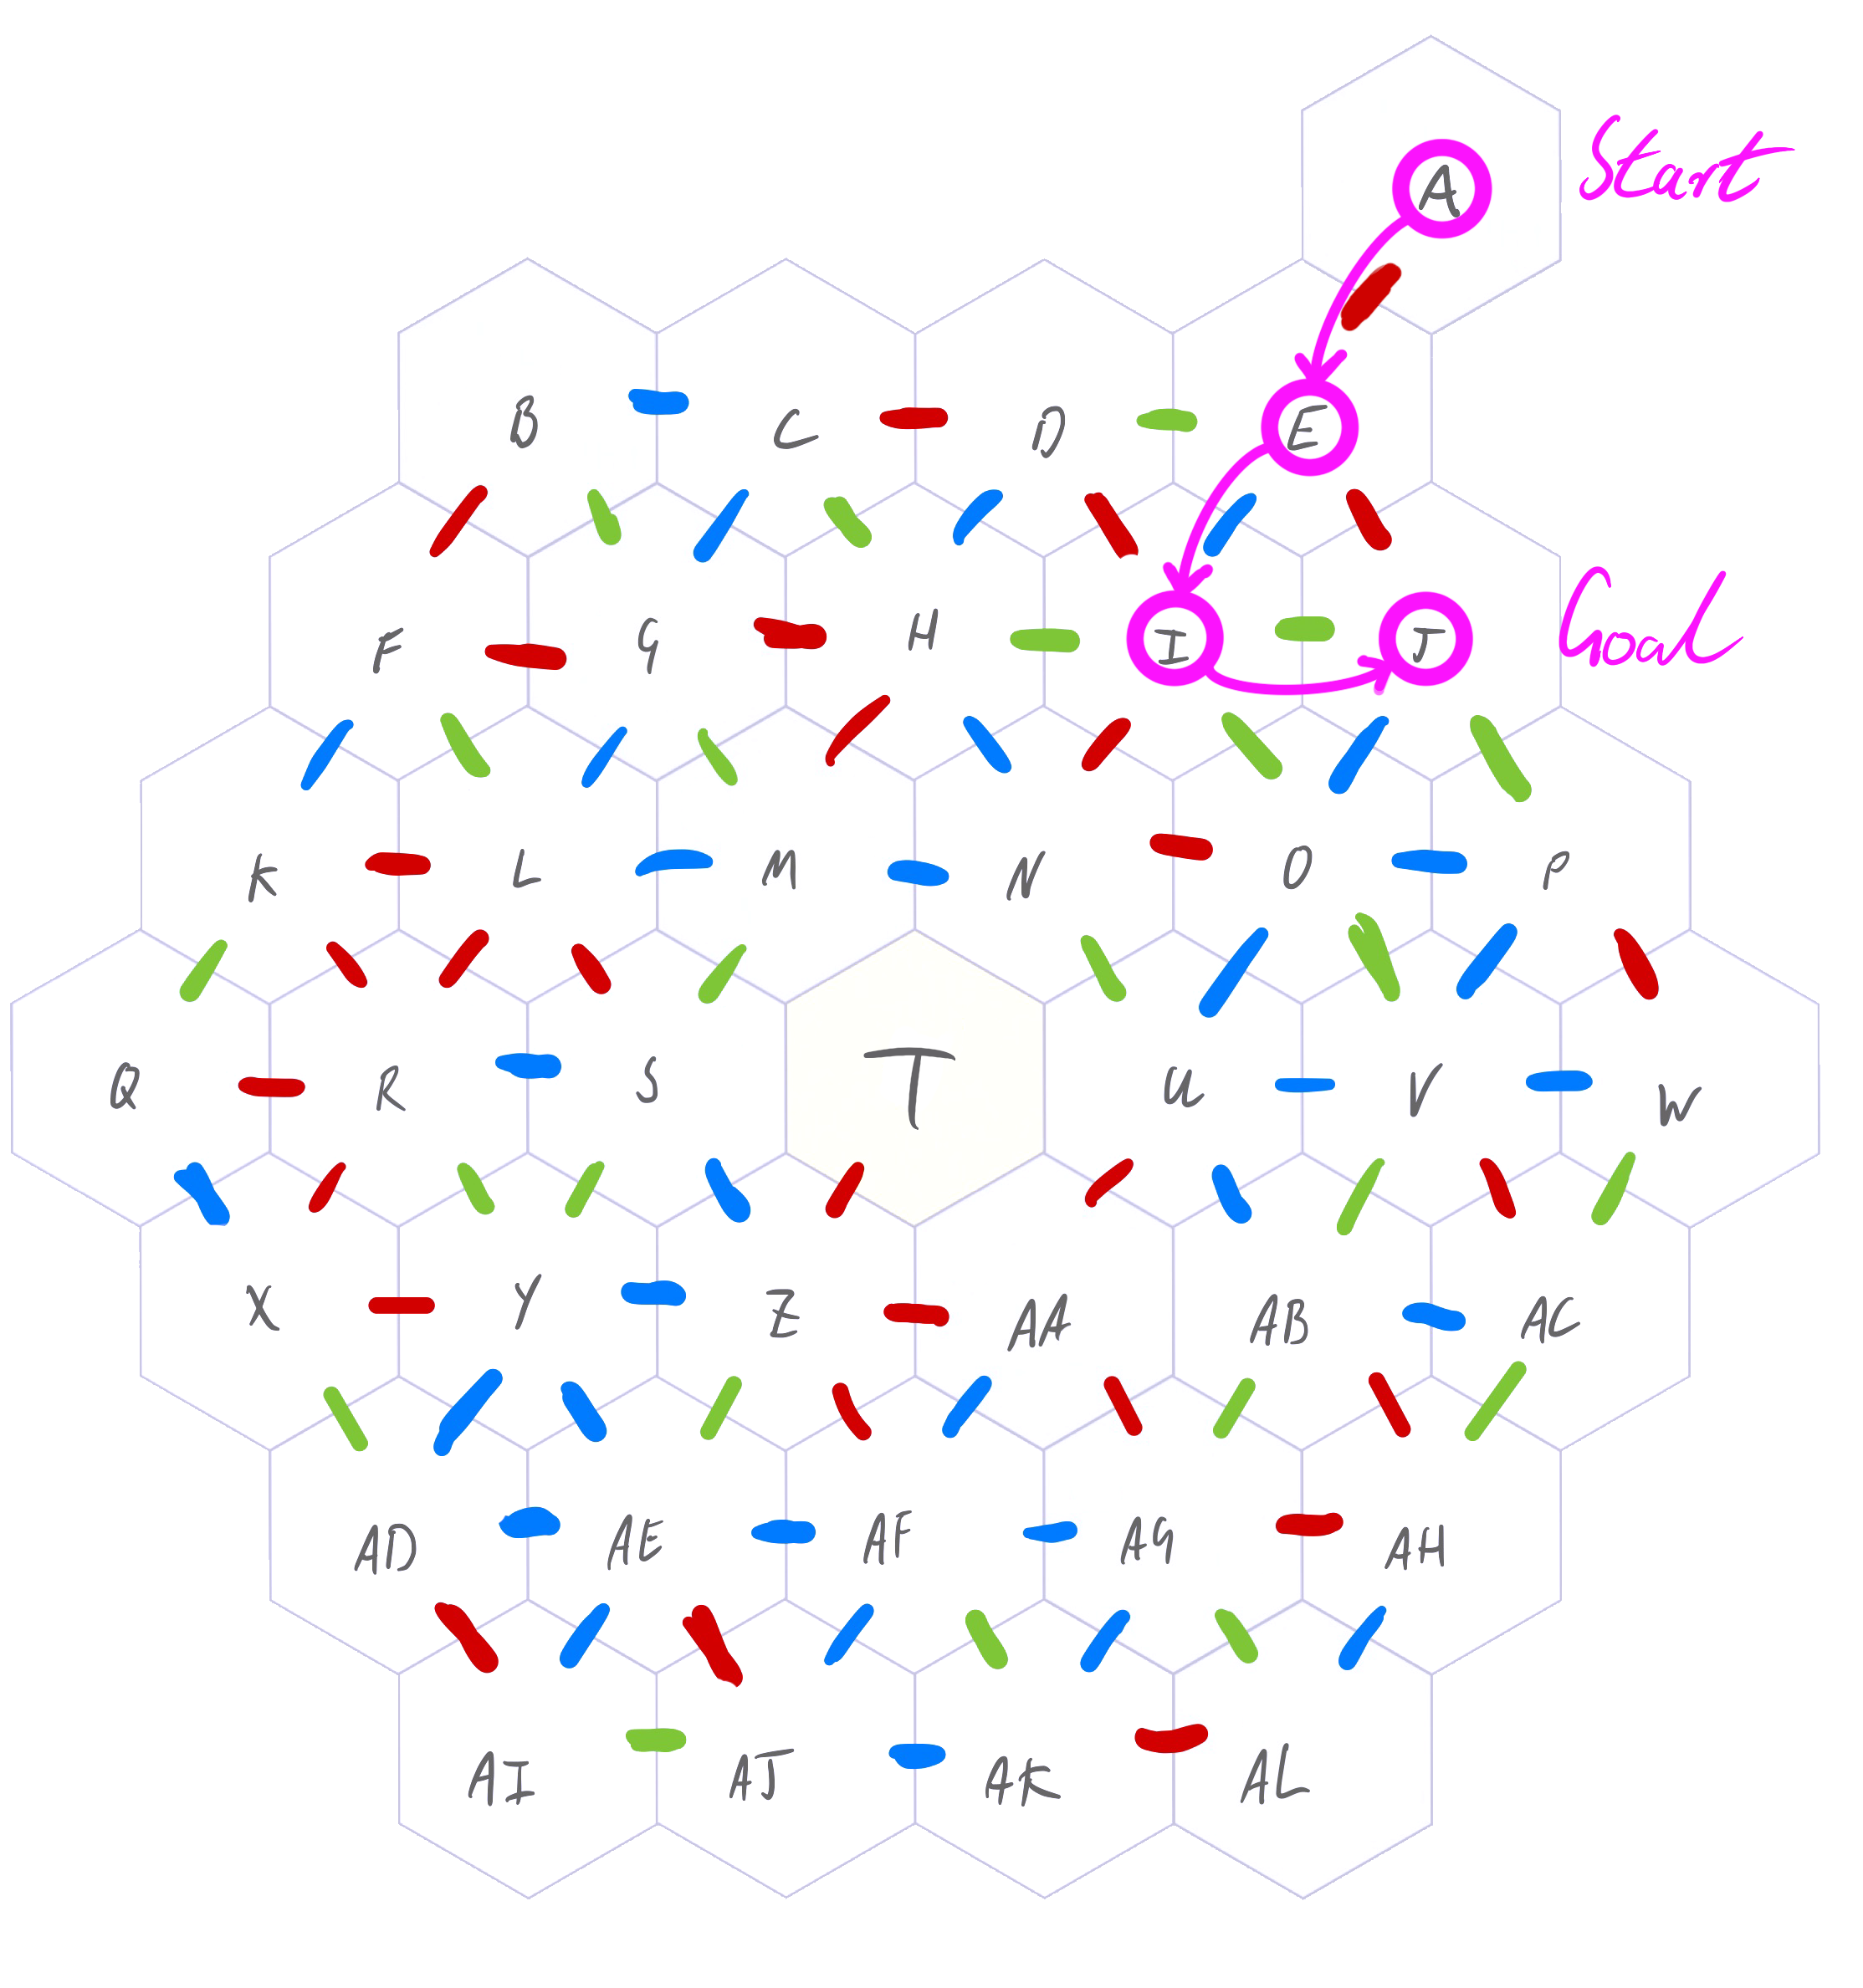 A Start
B C D E
F G H I J Goal
K L M N O P
Q R S T U V W
X Y Z AA AB AC
AD AE AF AG AH
AI AJ AK AL